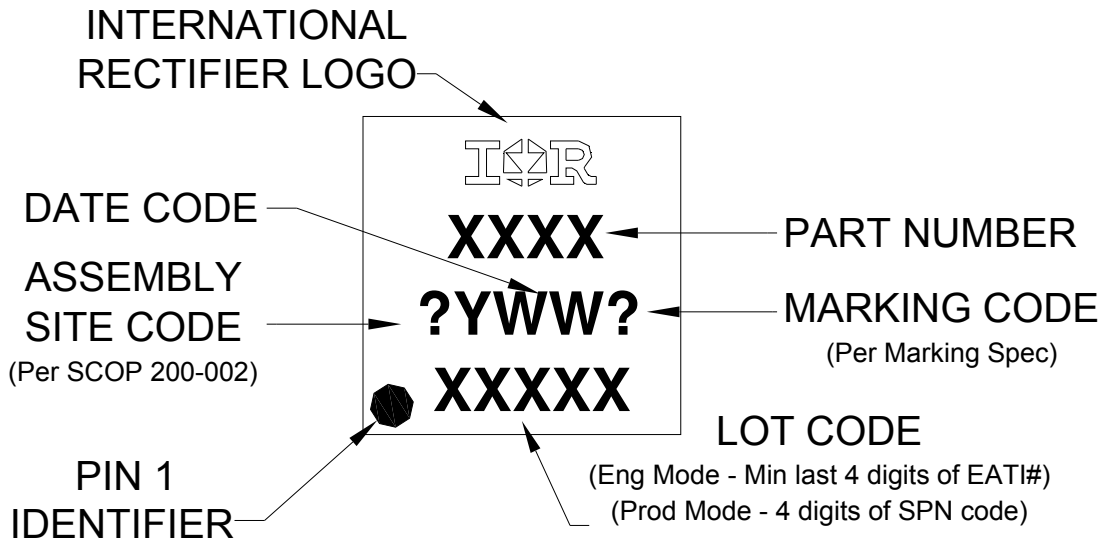 INTERNATIONAL
RECTIFIER LOGO
IR
DATE CODE
XXXX
PART NUMBER
ASSEMBLY
SITE CODE
(Per SCOP 200-002)
?YWW?
MARKING CODE
(Per Marking Spec)
XXXXX
LOT CODE
(Eng Mode - Min last 4 digits of EATI#)
(Prod Mode - 4 digits of SPN code)
PIN 1
IDENTIFIER